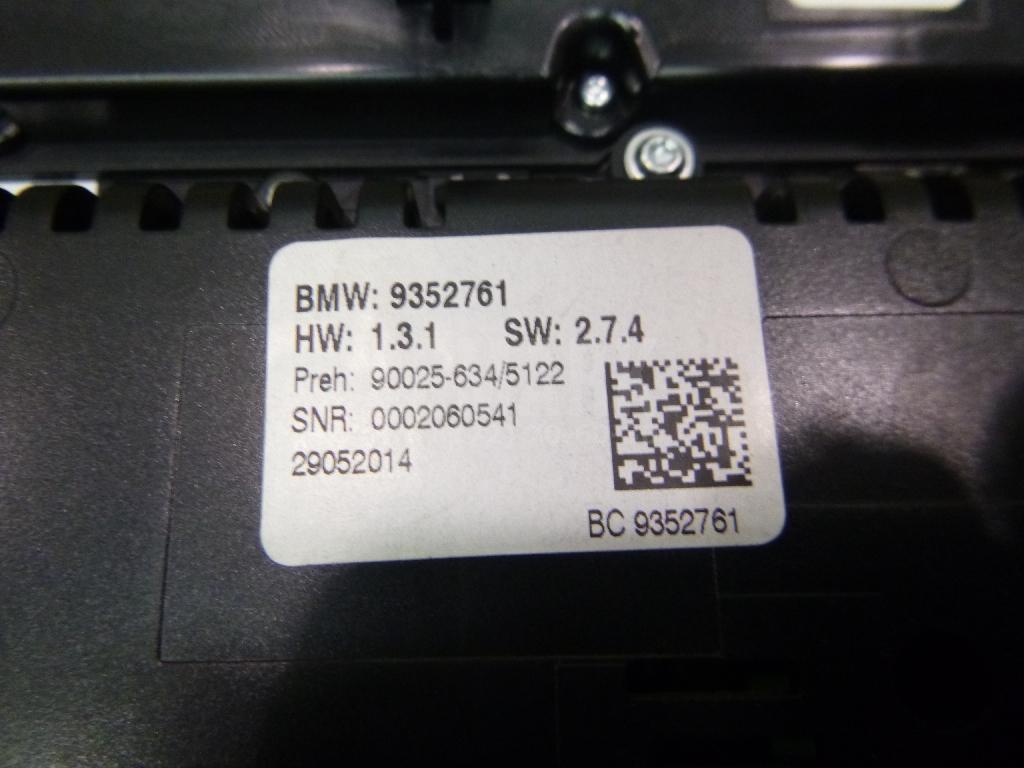 BMW: 9352761
HW: 1.3.1 SW: 2.7.4
Preh: 90025-634/5122
SNR: 0002060541
29052014
BC 9352761